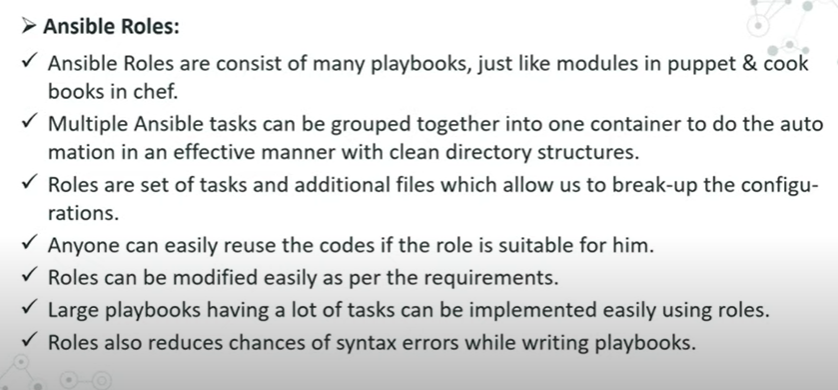 ➢ Ansible Roles:
✓ Ansible Roles are consist of many playbooks, just like modules in puppet & cook
books in chef.
✓ Multiple Ansible tasks can be grouped together into one container to do the auto
mation in an effective manner with clean directory structures.
✓ Roles are set of tasks and additional files which allow us to break-up the configu-
rations.
✓ Anyone can easily reuse the codes if the role is suitable for him.
✓ Roles can be modified easily as per the requirements.
✓ Large playbooks having a lot of tasks can be implemented easily using roles.
✓ Roles also reduces chances of syntax errors while writing playbooks.